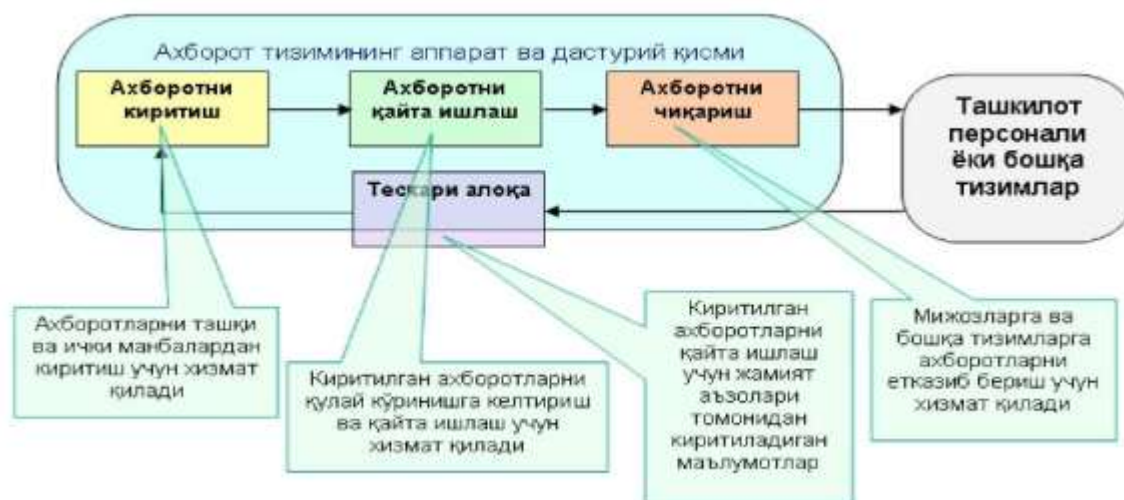 Ахборот тизимининг аппарат ва дастурий қисми
Ахборотни
киритиш
Ахборотни
қайта ишлаш
Ахборотни
чиқариш
Ташкилот
персонали
ёки бошқа
тизимлар
Тескари алоқа
Ахборотларни ташқи
ва ички манбалардан
киритиш учун хизмат
қилади
Киритилган ахборотларни
қулай кўринишга келтириш
ва қайта ишлаш учун
хизмат қилади
Киритилган
ахборотларни
қайта ишлаш
учун жамият
аъзолари
томонидан
киритиладиган
маълумотлар
Мижозларга ва
бошқа тизимларга
ахборотларни
етказиб бериш учун
хизмат қилади